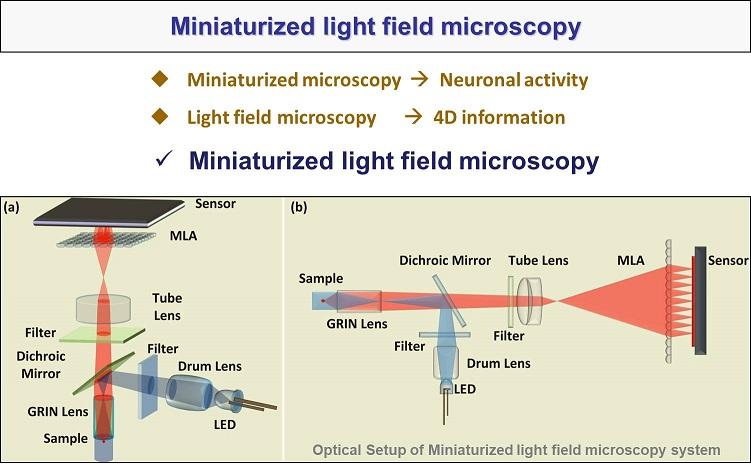 Miniaturized light field microscopy
◆ Miniaturized microscopy → Neuronal activity
◆ Light field microscopy → 4D information
✓ Miniaturized light field microscopy
(a)
Sensor
MLA
Tube
Lens
Filter
Filter
Dichroic
Mirror
Drum Lens
GRIN Lens
LED
Sample
(b)
Dichroic Mirror
Tube Lens
MLA
Sensor
Sample
GRIN Lens
Filter
Filter
Drum Lens
LED
Optical Setup of Miniaturized light field microscopy system